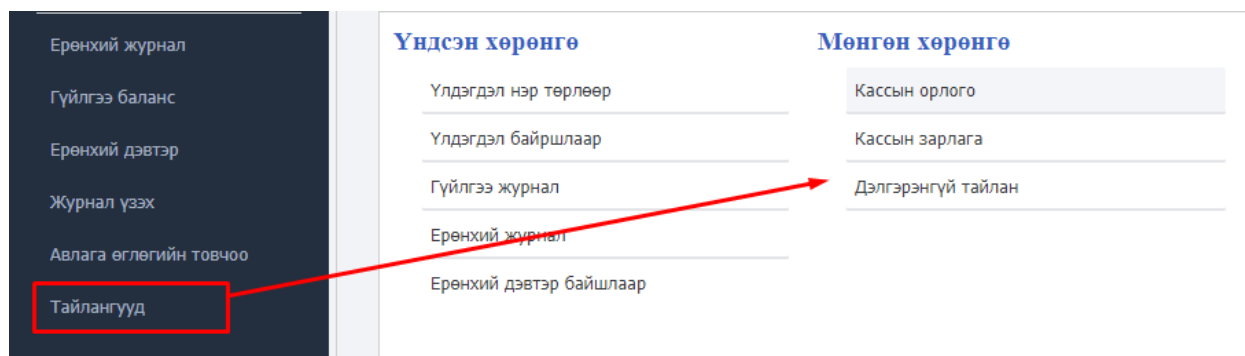 Ерөнхий журнал
Гүйлгээ баланс
Ерөнхий дэвтэр
Журнал үзэх
Авлага өглөгийн товчоо
Тайлангууд
Үндсэн хөрөнгө
Үлдэгдэл нэр төрлөөр
Үлдэгдэл байршлаар
Гүйлгээ журнал
Ерөнхий журнал
Ерөнхий дэвтэр байшлаар
Мөнгөн хөрөнгө
Кассын орлого
Кассын зарлага
Дэлгэрэнгүй тайлан